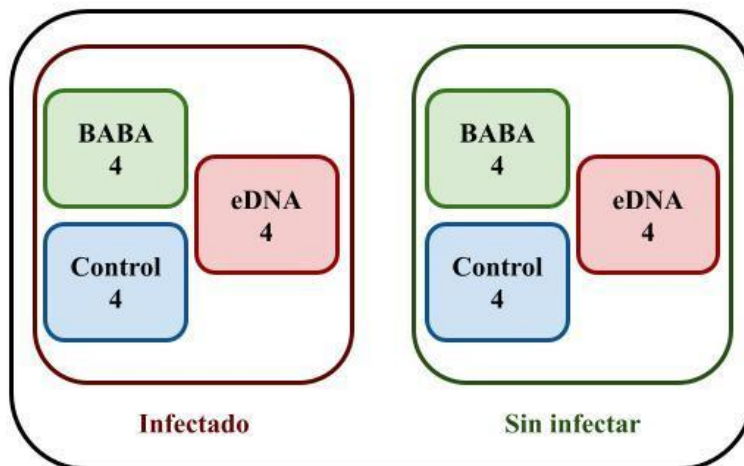 BABA
4
eDNA
4
Control
4
Infectado
BABA
4
eDNA
4
Control
4
Sin infectar